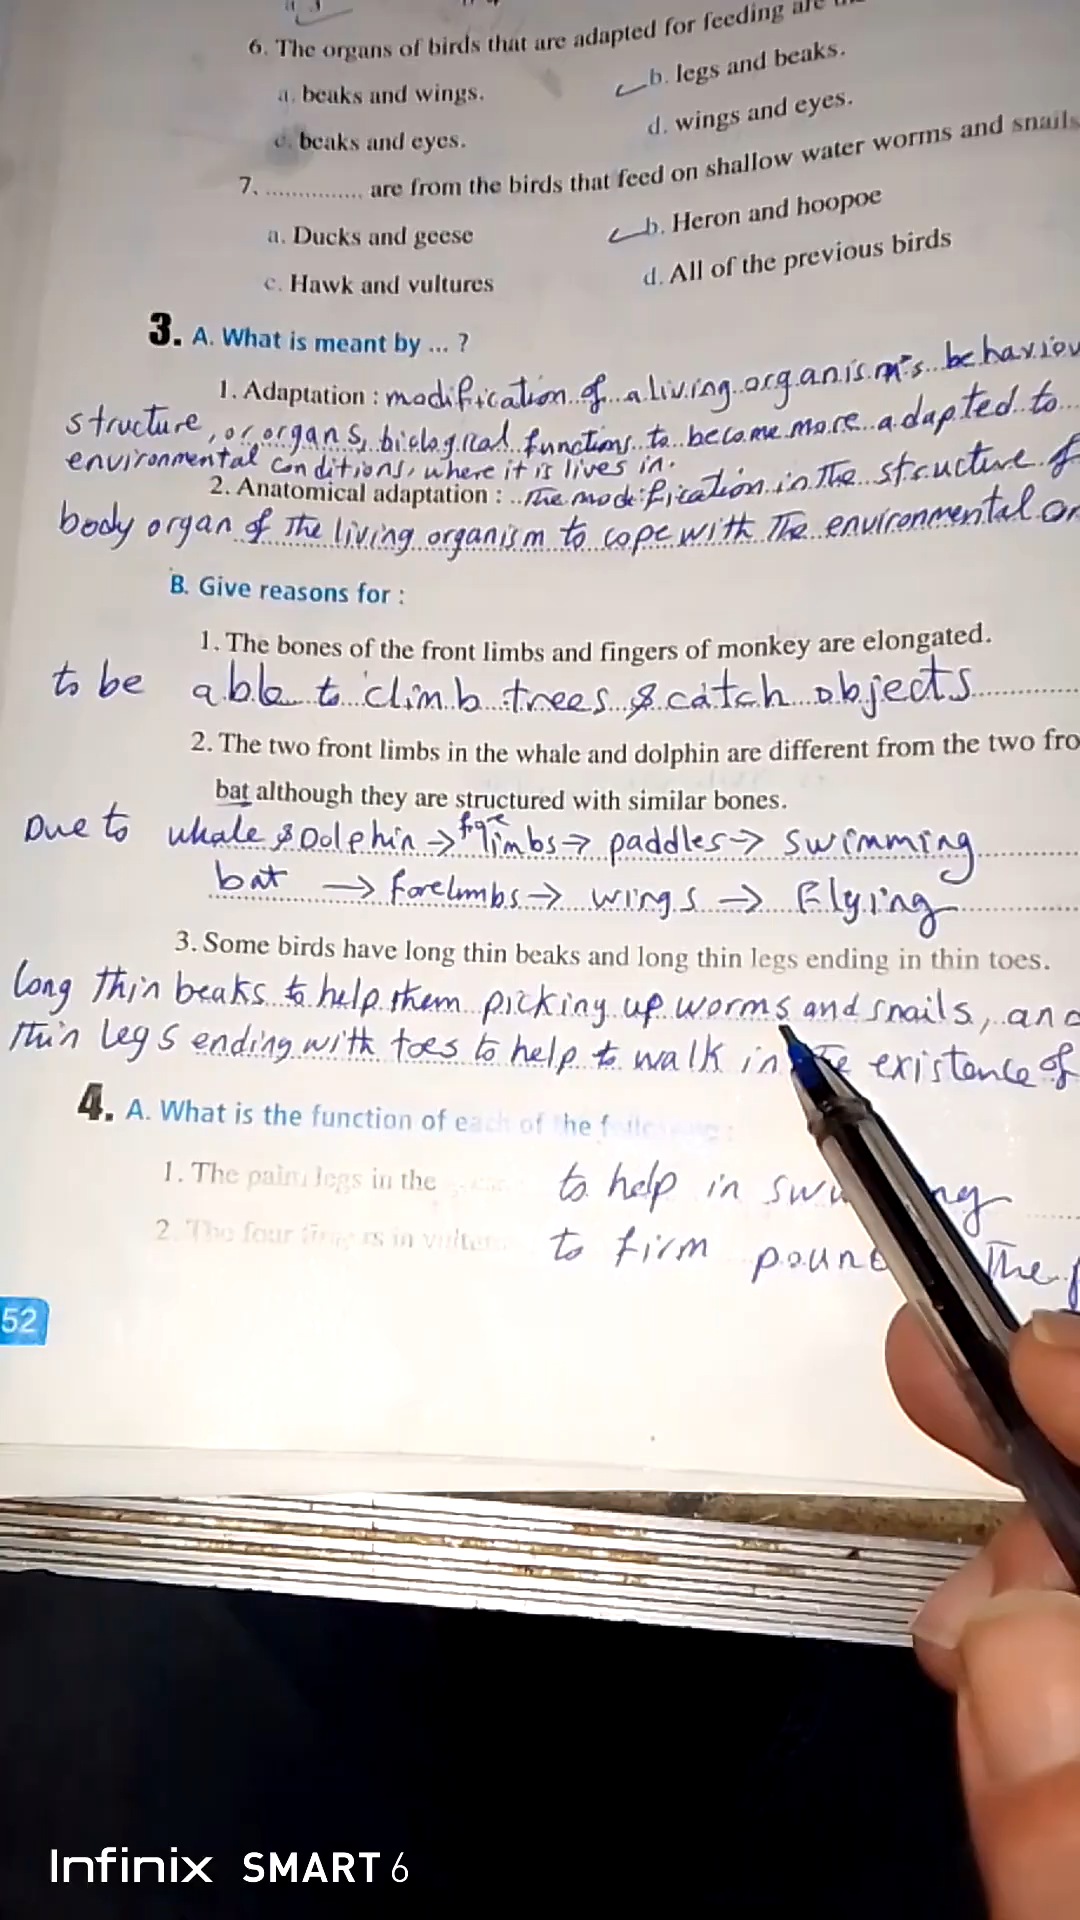 6. The organs of birds that are adapted for feeding are
a. beaks and wings.
b. legs and beaks.
c. beaks and eyes.
d. wings and eyes.
7. .............. are from the birds that feed on shallow water worms and snails
a. Ducks and geese
b. Heron and hoopoe
c. Hawk and vultures
d. All of the previous birds
3. A. What is meant by ... ?
1. Adaptation : modification of a living organism's behaviou
structure, or organs, biological functions to become more adapted to
environmental conditions, where it is lives in.
2. Anatomical adaptation : The modification in the structure of
body organ of the living organism to cope with the environmental
B. Give reasons for :
1. The bones of the front limbs and fingers of monkey are elongated.
to be able to climb trees & catch objects
2. The two front limbs in the whale and dolphin are different from the two fro
bat although they are structured with similar bones.
Due to whale & Dolphin → fore limbs → paddles → swimming
bat → forelimbs → wings → Flying
3. Some birds have long thin beaks and long thin legs ending in thin toes.
long thin beaks to help them picking up worms and snails, and
thin legs ending with toes to help to walk in existence of
4. A. What is the function of each of the following :
1. The palm legs in the
to help in
2. The four fingers in
to firm The
52
Infinix SMART 6